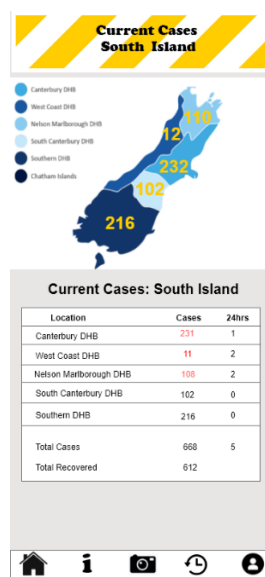 Current Cases
South Island
Canterbury DHB
West Coast DHB
Nelson Marlborough DHB
South Canterbury DHB
Southern DHB
Chatham Islands
110
12
232
102
216
Current Cases: South Island
Location Cases 24hrs
Canterbury DHB 231 1
West Coast DHB 11 2
Nelson Marlborough DHB 108 2
South Canterbury DHB 102 0
Southern DHB 216 0
Total Cases 668 5
Total Recovered 612